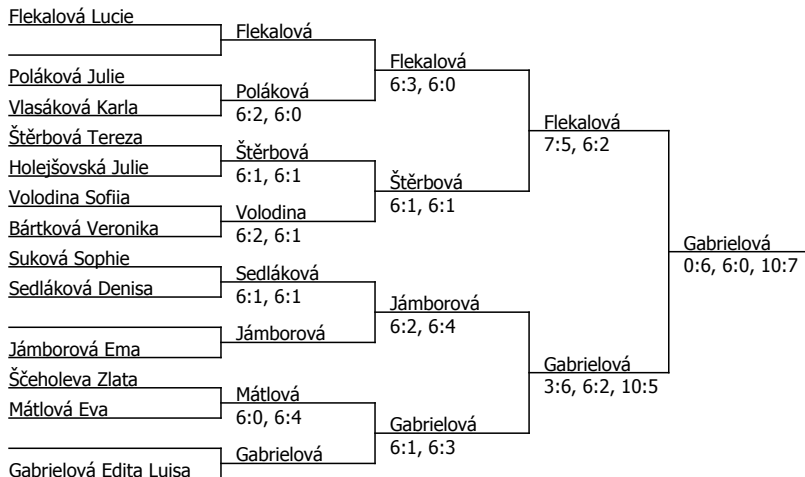 Flekalová Lucie
Poláková Julie
Vlasáková Karla
Štěrbová Tereza
Holejšovská Julie
Volodina Sofiia
Bártková Veronika
Suková Sophie
Sedláková Denisa
Jámborová Ema
Ščeholeva Zlata
Mátlová Eva
Gabrielová Edita Luisa
Flekalová
Poláková
6:2, 6:0
Štěrbová
6:1, 6:1
Volodina
6:2, 6:1
Sedláková
6:1, 6:1
Jámborová
Mátlová
6:0, 6:4
Gabrielová
Flekalová
6:3, 6:0
Štěrbová
6:1, 6:1
Jámborová
6:2, 6:4
Gabrielová
6:1, 6:3
Flekalová
7:5, 6:2
Gabrielová
3:6, 6:2, 10:5
Gabrielová
0:6, 6:0, 10:7